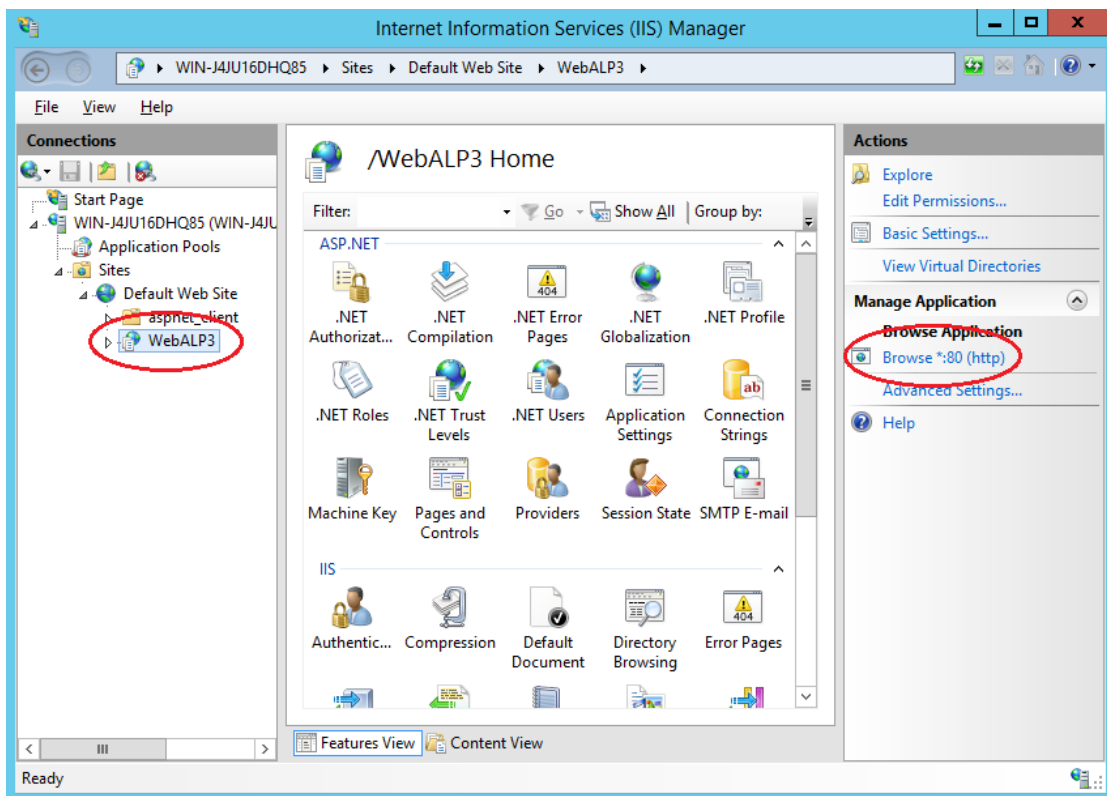 Internet Information Services (IIS) Manager
WIN-J4JU16DHQ85 Sites Default Web Site WebALP3
File View Help
Connections
Start Page
WIN-J4JU16DHQ85 (WIN-J4JU
Application Pools
Sites
Default Web Site
aspnet_client
WebALP3
/WebALP3 Home
Filter: Go Show All Group by:
ASP.NET
.NET Authorizat...
.NET Compilation
404
.NET Error Pages
.NET Globalization
.NET Profile
.NET Roles
.NET Trust Levels
.NET Users
Application Settings
ab
Connection Strings
Machine Key
Pages and Controls
Providers
Session State
SMTP E-mail
IIS
Authentic...
Compression
Default Document
Directory Browsing
404
Error Pages
Features View Content View
Actions
Explore
Edit Permissions...
Basic Settings...
View Virtual Directories
Manage Application
Browse Application
Browse *:80 (http)
Advanced Settings...
Help
Ready